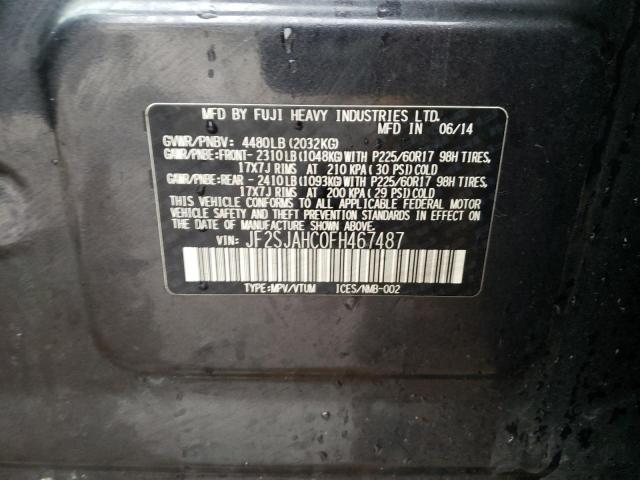 MFD BY FUJI HEAVY INDUSTRIES LTD.
MFD IN 06/14
GVWR/PNBV: 4480LB (2032KG)
GAWR/PNBE:FRONT- 2310LB(1048KG)WITH P225/60R17 98H TIRES,
17X7J RIMS AT 210 KPA( 30 PSI)COLD
GAWR/PNBE:REAR - 2410LB(1093KG)WITH P225/60R17 98H TIRES,
17X7J RIMS AT 200 KPA( 29 PSI)COLD
THIS VEHICLE CONFORMS TO ALL APPLICABLE FEDERAL MOTOR
VEHICLE SAFETY AND THEFT PREVENTION STANDARDS IN EFFECT ON
THE DATE OF MANUFACTURE SHOWN ABOVE.
VIN: JF2SJAHC0FH467487
TYPE:MPV/VTUM ICES/NMB-002